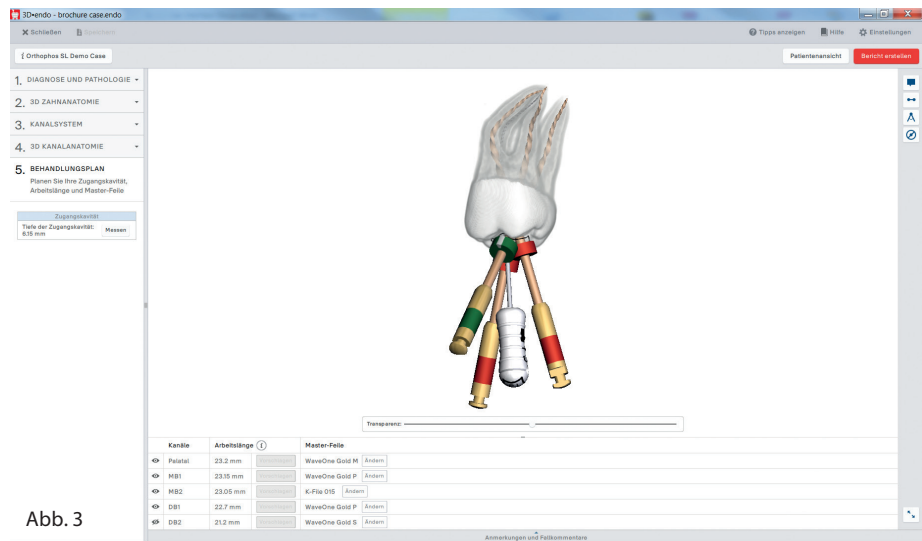 3D•endo - brochure case.endo
Schließen Speichern Tipps anzeigen Hilfe Einstellungen
i Orthophos SL Demo Case Patientenansicht Bericht erstellen
1. DIAGNOSE UND PATHOLOGIE
2. 3D ZAHNANATOMIE
3. KANALSYSTEM
4. 3D KANALANATOMIE
5. BEHANDLUNGSPLAN
Planen Sie Ihre Zugangskavität,
Arbeitslänge und Master-Feile
Zugangskavität
Tiefe der Zugangskavität:
6,15 mm
Messen
Transparenz:
Kanäle Arbeitslänge i Master-Feile
Palatal 23.2 mm WaveOne Gold M Ändern
MB1 23.15 mm WaveOne Gold P Ändern
MB2 23.05 mm K-File 015 Ändern
DB1 22.7 mm WaveOne Gold P Ändern
DB2 21.2 mm WaveOne Gold S Ändern
Anmerkungen und Fallkommentare
Abb. 3